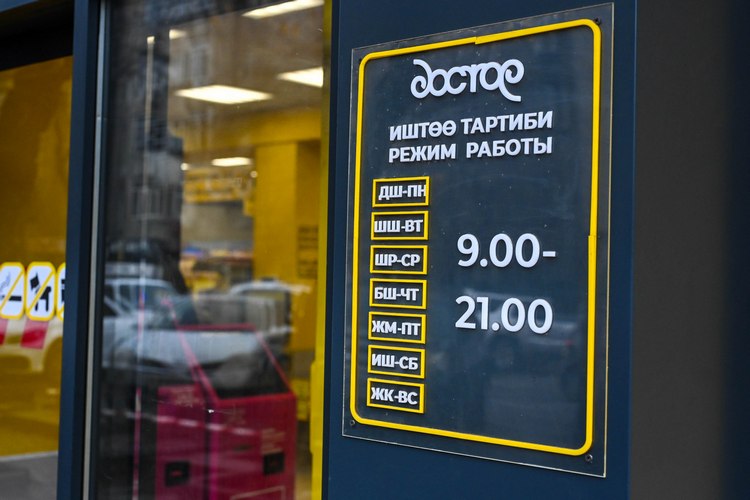 достор
ИШТӨӨ ТАРТИБИ
РЕЖИМ РАБОТЫ
ДШ-ПН
ШШ-ВТ
ШР-СР
БШ-ЧТ
ЖМ-ПТ
ИШ-СБ
ЖК-ВС
9.00-
21.00